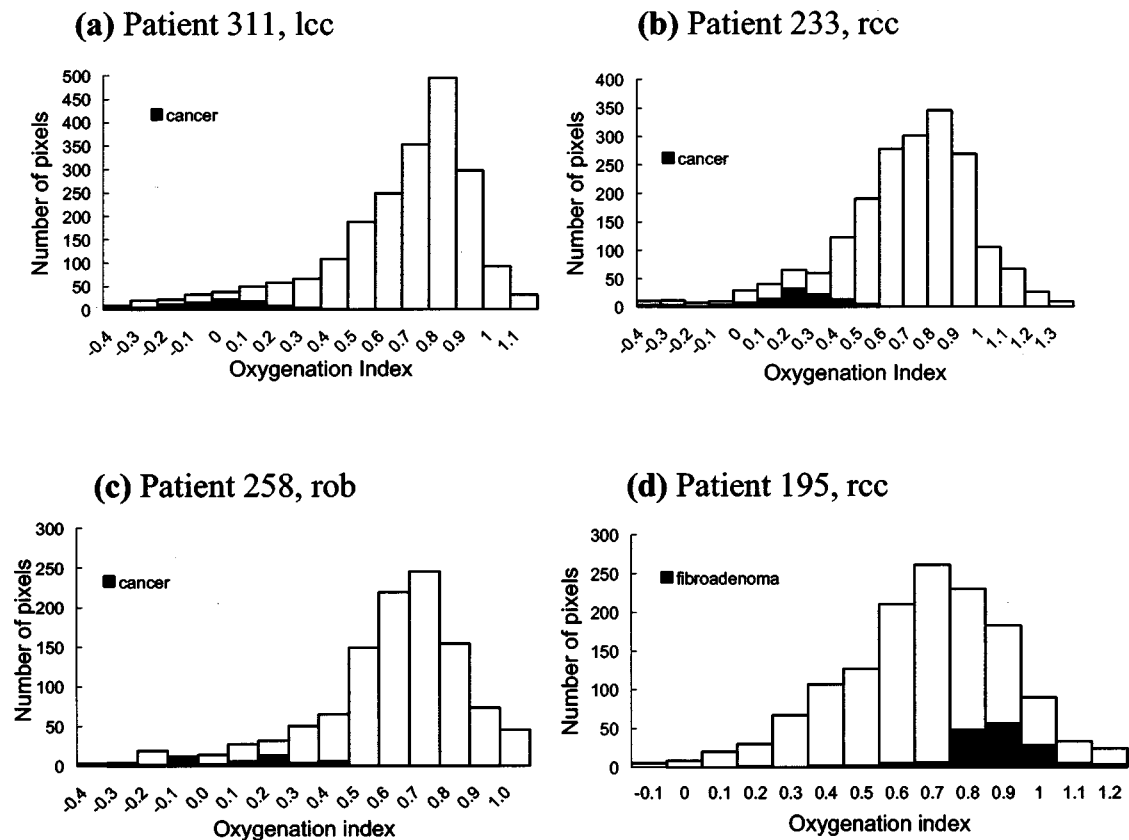 (a) Patient 311, lcc
500
450
400
350
300
250
200
150
100
50
0
Number of pixels
cancer
-0.4 -0.3 -0.2 -0.1 0 0.1 0.2 0.3 0.4 0.5 0.6 0.7 0.8 0.9 1 1.1
Oxygenation Index
(b) Patient 233, rcc
400
350
300
250
200
150
100
50
0
Number of pixels
cancer
-0.4 -0.3 -0.2 -0.1 0 0.1 0.2 0.3 0.4 0.5 0.6 0.7 0.8 0.9 1 1.1 1.2 1.3
Oxygenation Index
(c) Patient 258, rob
300
250
200
150
100
50
0
Number of pixels
cancer
-0.4 -0.3 -0.2 -0.1 0.0 0.1 0.2 0.3 0.4 0.5 0.6 0.7 0.8 0.9 1.0
Oxygenation index
(d) Patient 195, rcc
300
250
200
150
100
50
0
Number of pixels
fibroadenoma
-0.1 0 0.1 0.2 0.3 0.4 0.5 0.6 0.7 0.8 0.9 1 1.1 1.2
Oxygenation index